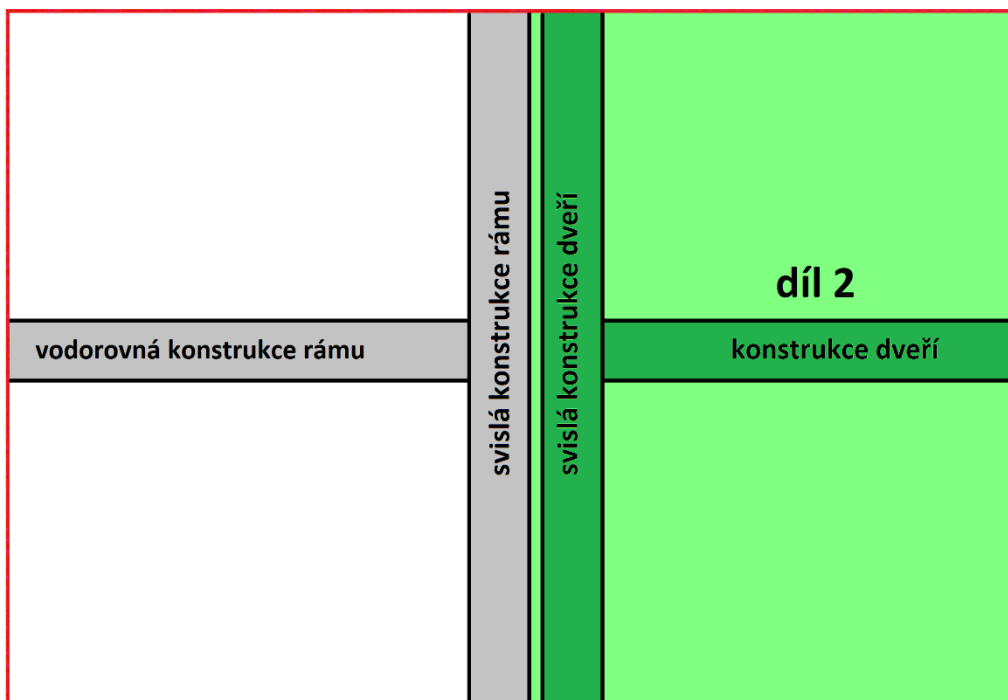 svislá konstrukce rámu
svislá konstrukce dveří
díl 2
vodorovná konstrukce rámu
konstrukce dveří